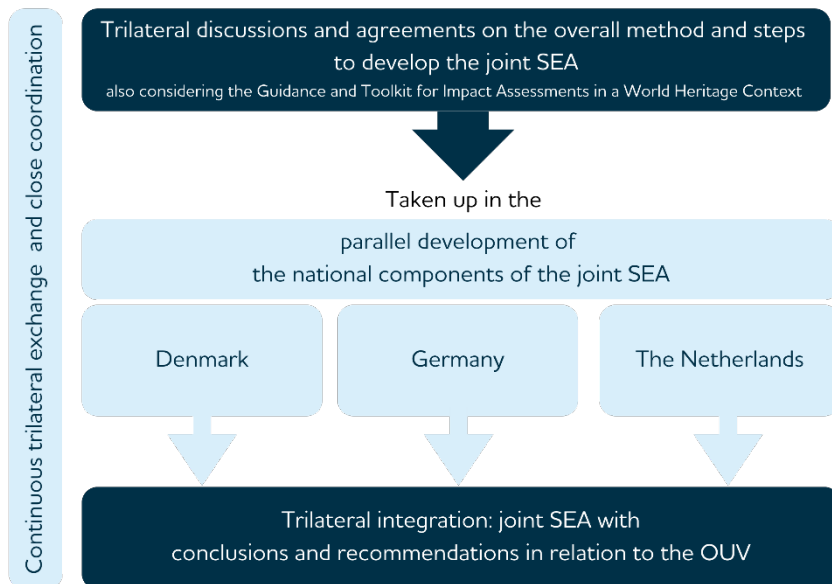 Continuous trilateral exchange and close coordination
Trilateral discussions and agreements on the overall method and steps
to develop the joint SEA
also considering the Guidance and Toolkit for Impact Assessments in a World Heritage Context
Taken up in the
parallel development of
the national components of the joint SEA
Denmark
Germany
The Netherlands
Trilateral integration: joint SEA with
conclusions and recommendations in relation to the OUV